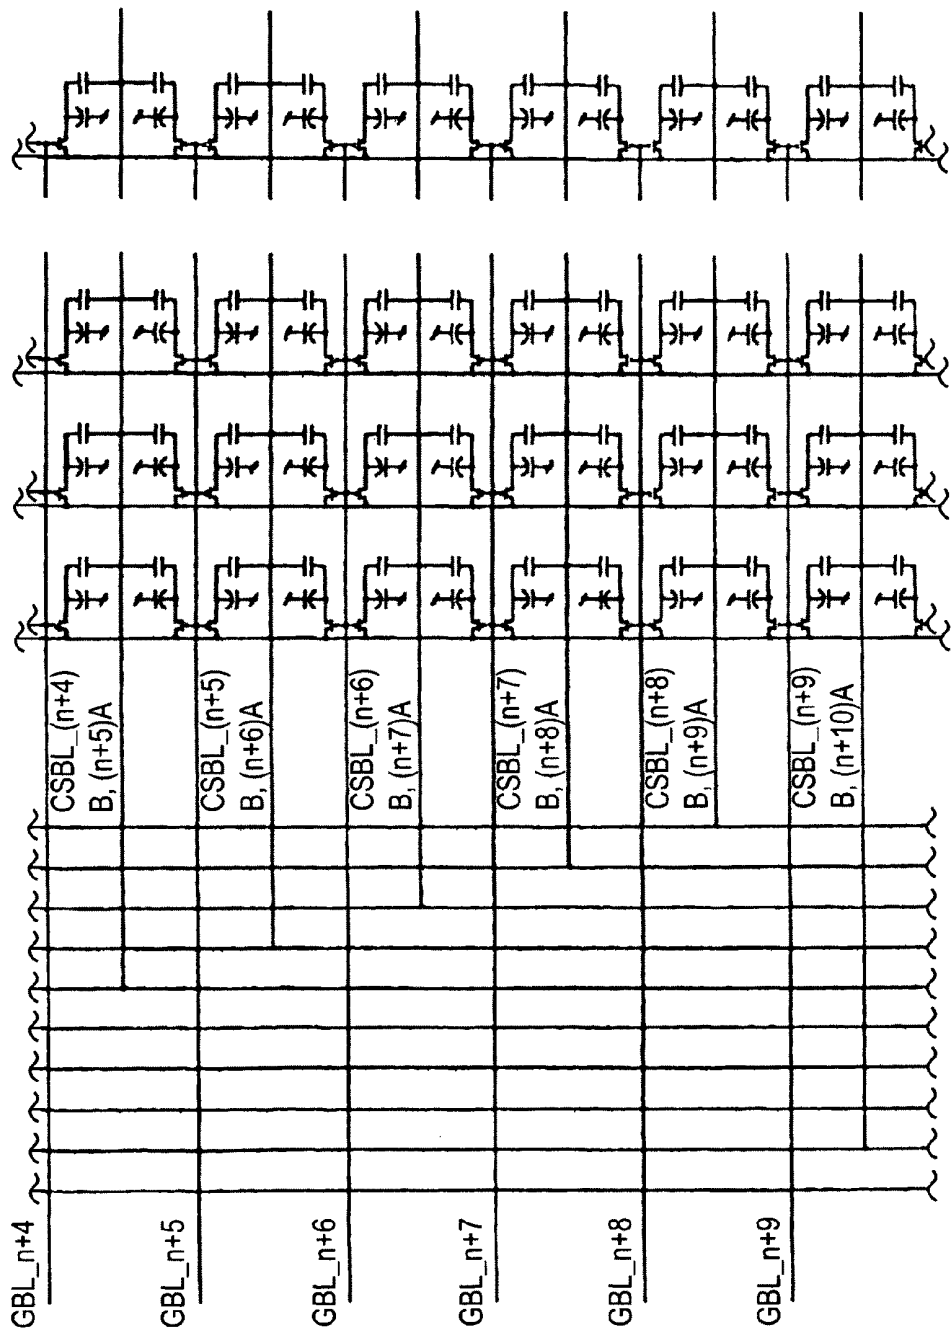 CSBL_(n+4)
B, (n+5)A
CSBL_(n+5)
B, (n+6)A
CSBL_(n+6)
B, (n+7)A
CSBL_(n+7)
B, (n+8)A
CSBL_(n+8)
B, (n+9)A
CSBL_(n+9)
B, (n+10)A
GBL_n+4
GBL_n+5
GBL_n+6
GBL_n+7
GBL_n+8
GBL_n+9